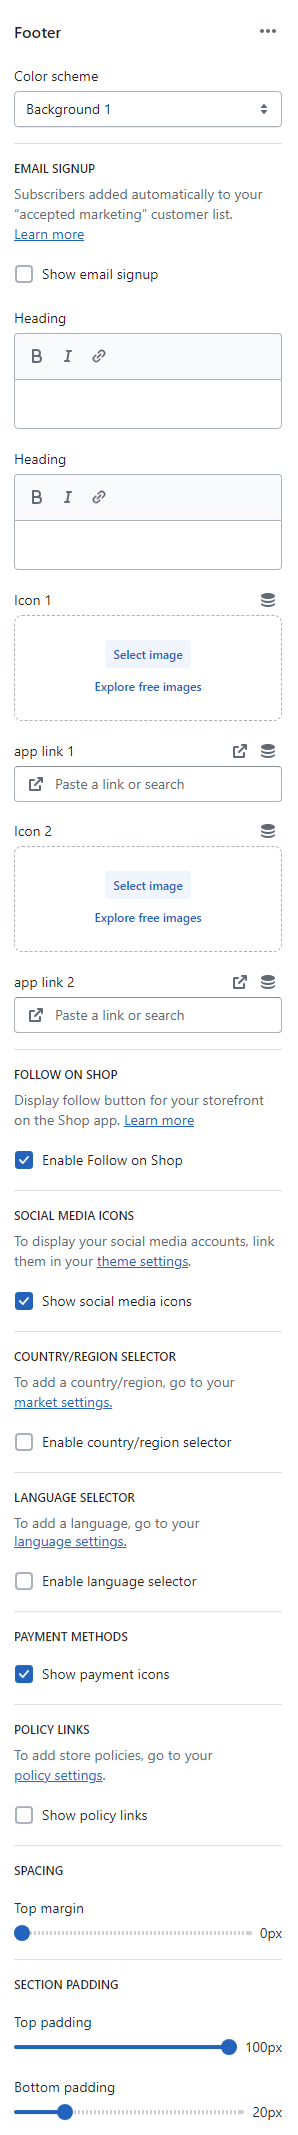 Footer
Color scheme
Background 1
EMAIL SIGNUP
Subscribers added automatically to your
“accepted marketing” customer list.
Learn more
Show email signup
Heading
B I
Heading
B I
Icon 1
Select image
Explore free images
app link 1
Paste a link or search
Icon 2
Select image
Explore free images
app link 2
Paste a link or search
FOLLOW ON SHOP
Display follow button for your storefront
on the Shop app. Learn more
Enable Follow on Shop
SOCIAL MEDIA ICONS
To display your social media accounts, link
them in your theme settings.
Show social media icons
COUNTRY/REGION SELECTOR
To add a country/region, go to your
market settings.
Enable country/region selector
LANGUAGE SELECTOR
To add a language, go to your
language settings.
Enable language selector
PAYMENT METHODS
Show payment icons
POLICY LINKS
To add store policies, go to your
policy settings.
Show policy links
SPACING
Top margin
0px
SECTION PADDING
Top padding
100px
Bottom padding
20px